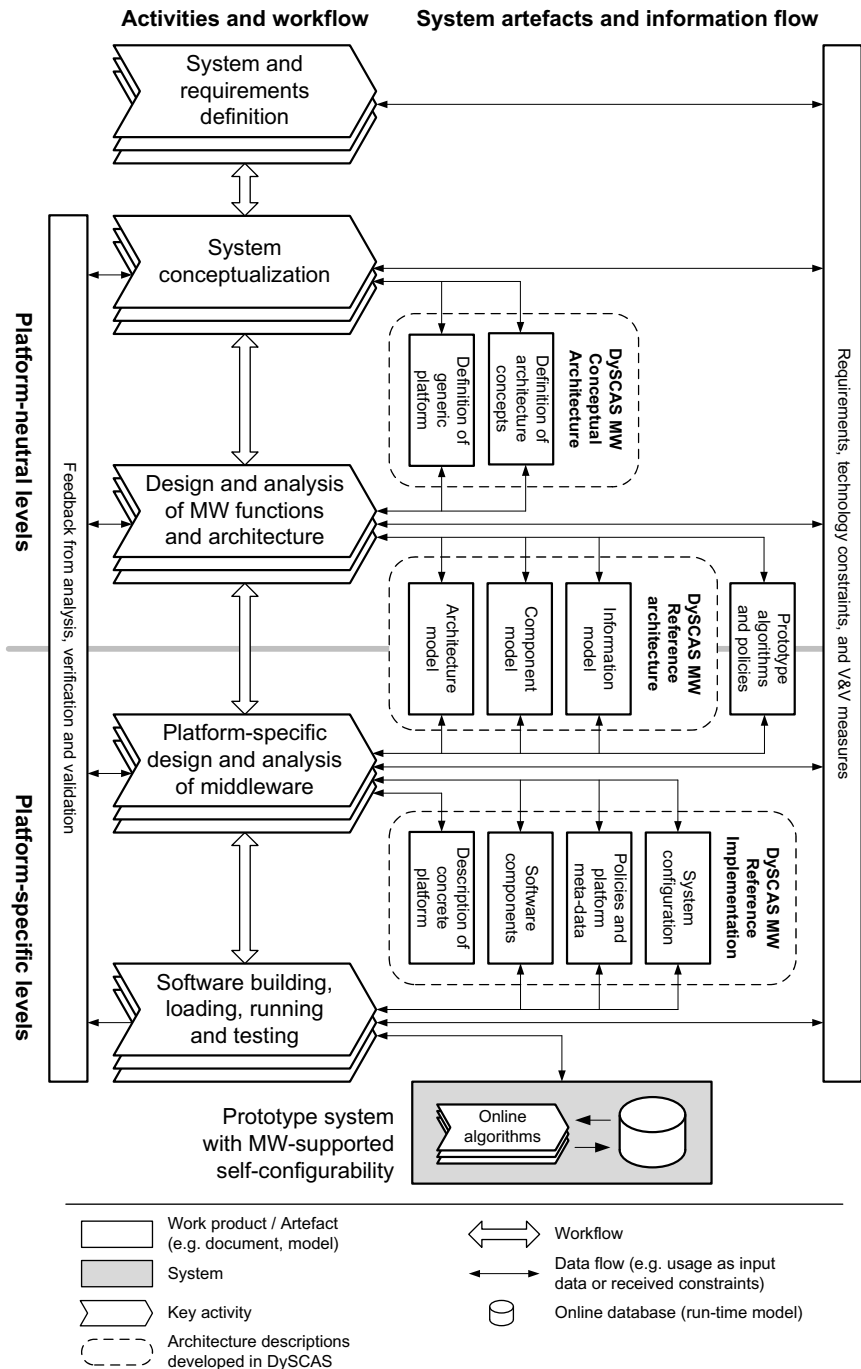 Activities and workflow
System artefacts and information flow
System and
requirements
definition
System
conceptualization
Platform-neutral levels
Feedback from analysis, verification and validation
Definition of
generic
platform
Definition of
architecture
concepts
DySCAS MW
Conceptual
Architecture
Requirements, technology constraints, and V&V measures
Design and analysis
of MW functions
and architecture
Architecture
model
Component
model
Information
model
DySCAS MW
Reference
architecture
Prototype
algorithms
and policies
Platform-specific
design and analysis
of middleware
Platform-specific levels
Description of
concrete
platform
Software
components
Policies and
platform
meta-data
System
configuration
DySCAS MW
Reference
Implementation
Software building,
loading, running
and testing
Prototype system
with MW-supported
self-configurability
Online
algorithms
Work product / Artefact
(e.g. document, model)
System
Key activity
Architecture descriptions
developed in DySCAS
Workflow
Data flow (e.g. usage as input
data or received constraints)
Online database (run-time model)